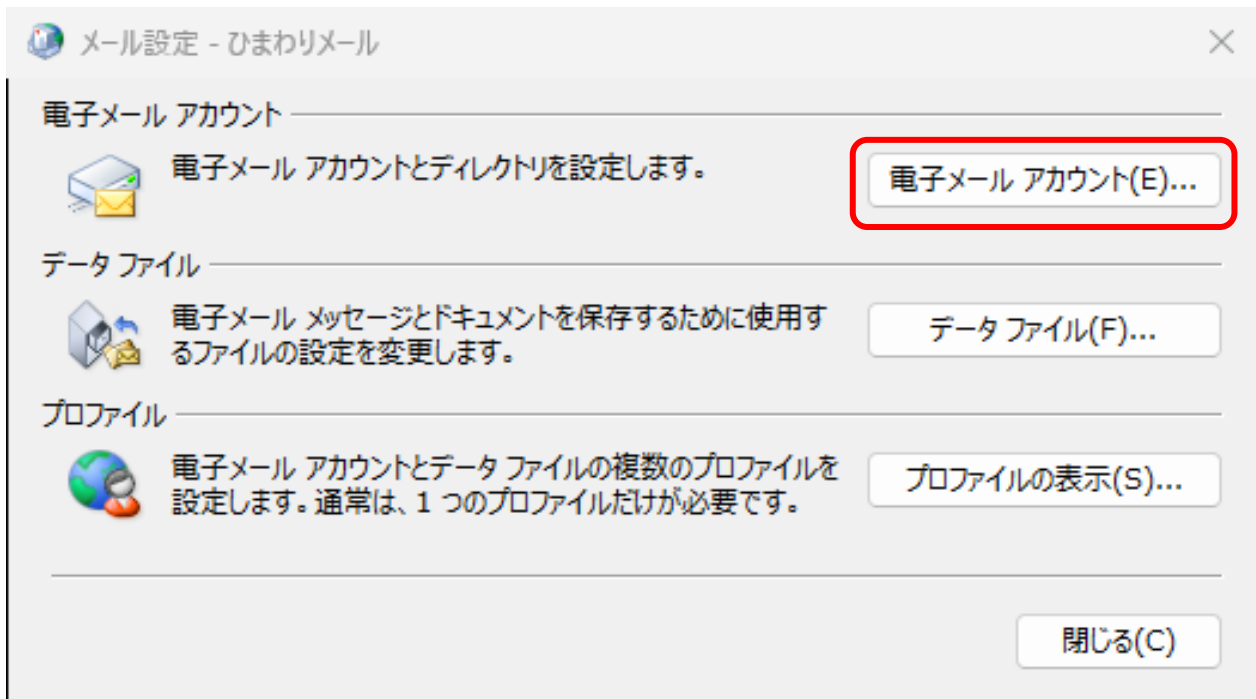 メール設定 - ひまわりメール
電子メール アカウント
電子メール アカウントとディレクトリを設定します。
電子メール アカウント(E)...
データ ファイル
電子メール メッセージとドキュメントを保存するために使用す
るファイルの設定を変更します。
データ ファイル(F)...
プロファイル
電子メール アカウントとデータ ファイルの複数のプロファイルを
設定します。通常は、1 つのプロファイルだけが必要です。
プロファイルの表示(S)...
閉じる(C)